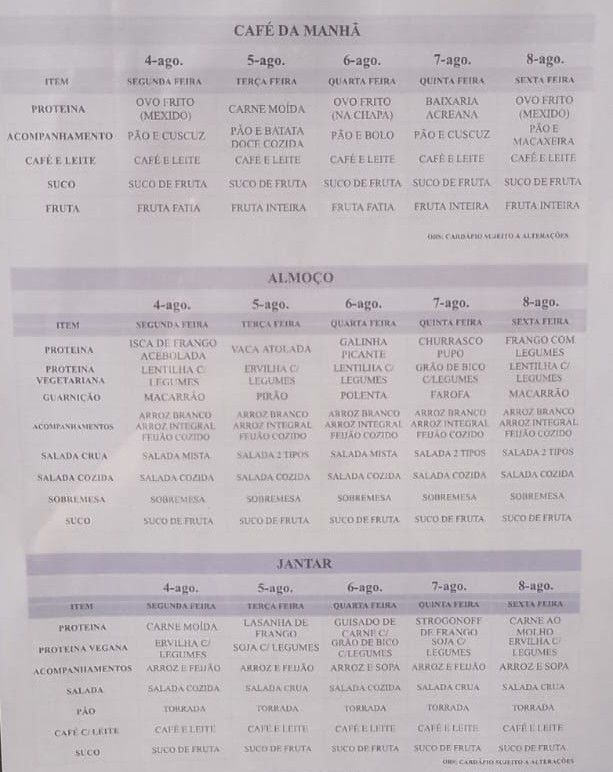 CAFÉ DA MANHÃ
4-ago. 5-ago. 6-ago. 7-ago. 8-ago.
ITEM SEGUNDA FEIRA TERÇA FEIRA QUARTA FEIRA QUINTA FEIRA SEXTA FEIRA
PROTEINA OVO FRITO (MEXIDO) CARNE MOÍDA OVO FRITO (NA CHAPA) BAIXARIA ACREANA OVO FRITO (MEXIDO)
ACOMPANHAMENTO PÃO E CUSCUZ PÃO E BATATA DOCE COZIDA PÃO E BOLO PÃO E CUSCUZ PÃO E MACAXEIRA
CAFÉ E LEITE CAFÉ E LEITE CAFÉ E LEITE CAFÉ E LEITE CAFÉ E LEITE CAFÉ E LEITE
SUCO SUCO DE FRUTA SUCO DE FRUTA SUCO DE FRUTA SUCO DE FRUTA SUCO DE FRUTA
FRUTA FRUTA FATIA FRUTA INTEIRA FRUTA FATIA FRUTA INTEIRA FRUTA INTEIRA
OBS: CARDÁPIO SUJEITO A ALTERAÇÕES
ALMOÇO
4-ago. 5-ago. 6-ago. 7-ago. 8-ago.
ITEM SEGUNDA FEIRA TERÇA FEIRA QUARTA FEIRA QUINTA FEIRA SEXTA FEIRA
PROTEINA ISCA DE FRANGO ACEBOLADA VACA ATOLADA GALINHA PICANTE CHURRASCO PUPO FRANGO COM LEGUMES
PROTEINA VEGETARIANA LENTILHA C/ LEGUMES ERVILHA C/ LEGUMES LENTILHA C/ LEGUMES GRÃO DE BICO C/LEGUMES LENTILHA C/ LEGUMES
GUARNIÇÃO MACARRÃO PIRÃO POLENTA FAROFA MACARRÃO
ACOMPANHAMENTOS ARROZ BRANCO ARROZ INTEGRAL FEIJÃO COZIDO ARROZ BRANCO ARROZ INTEGRAL FEIJÃO COZIDO ARROZ BRANCO ARROZ INTEGRAL FEIJÃO COZIDO ARROZ BRANCO ARROZ INTEGRAL FEIJÃO COZIDO ARROZ BRANCO ARROZ INTEGRAL FEIJÃO COZIDO
SALADA CRUA SALADA MISTA SALADA 2 TIPOS SALADA MISTA SALADA 2 TIPOS SALADA 2 TIPOS
SALADA COZIDA SALADA COZIDA SALADA COZIDA SALADA COZIDA SALADA COZIDA SALADA COZIDA
SOBREMESA SOBREMESA SOBREMESA SOBREMESA SOBREMESA SOBREMESA
SUCO SUCO DE FRUTA SUCO DE FRUTA SUCO DE FRUTA SUCO DE FRUTA SUCO DE FRUTA
JANTAR
4-ago. 5-ago. 6-ago. 7-ago. 8-ago.
ITEM SEGUNDA FEIRA TERÇA FEIRA QUARTA FEIRA QUINTA FEIRA SEXTA FEIRA
PROTEINA CARNE MOÍDA LASANHA DE FRANGO GUISADO DE CARNE C/ STROGONOFF DE FRANGO CARNE AO MOLHO
PROTEINA VEGANA ERVILHA C/ LEGUMES SOJA C/ LEGUMES GRÃO DE BICO C/LEGUMES SOJA C/ LEGUMES ERVILHA C/ LEGUMES
ACOMPANHAMENTOS ARROZ E FEIJÃO ARROZ E FEIJÃO ARROZ E SOPA ARROZ E FEIJÃO ARROZ E SOPA
SALADA SALADA COZIDA SALADA CRUA SALADA COZIDA SALADA CRUA SALADA CRUA
PÃO TORRADA TORRADA TORRADA TORRADA TORRADA
CAFÉ C/ LEITE CAFÉ E LEITE CAFÉ E LEITE CAFÉ E LEITE CAFÉ E LEITE CAFÉ E LEITE
SUCO SUCO DE FRUTA SUCO DE FRUTA SUCO DE FRUTA SUCO DE FRUTA SUCO DE FRUTA
OBS: CARDÁPIO SUJEITO A ALTERAÇÕES